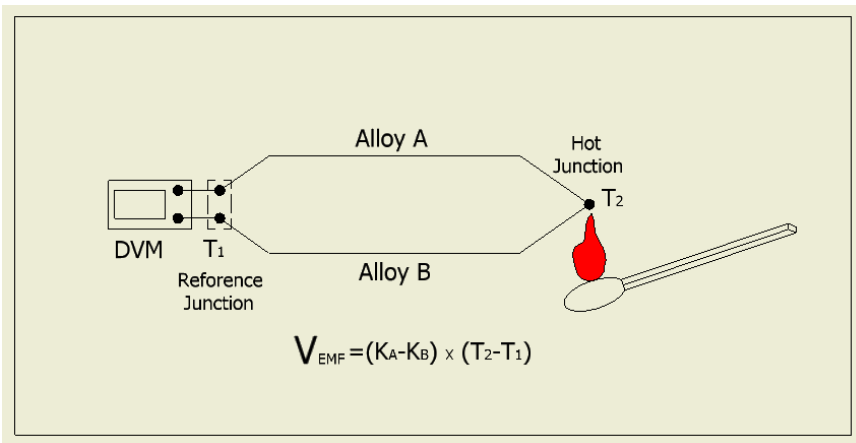 Alloy A
Hot
Junction
T2
DVM
T1
Reforence
Junction
Alloy B
VEMF=(KA-KB) x (T2-T1)